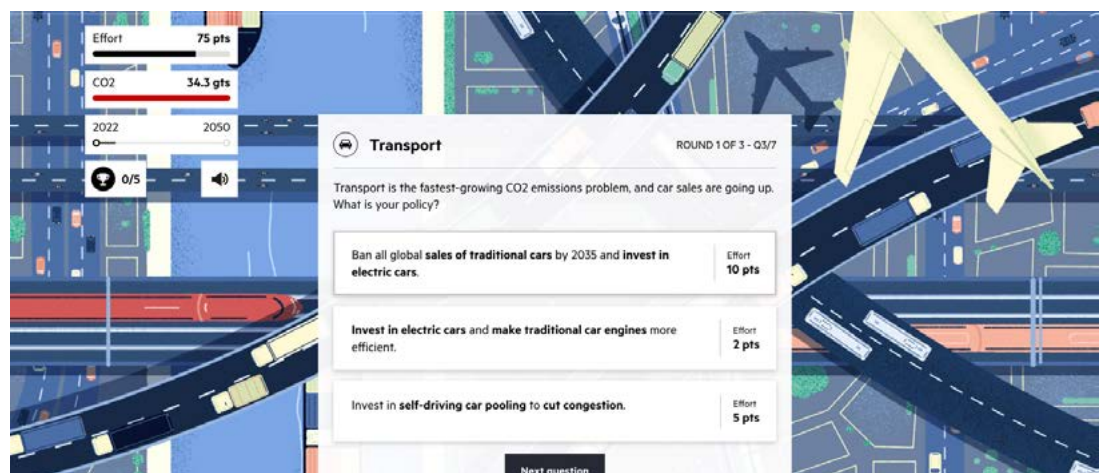 Effort 75 pts
CO2 34.3 gts
2022 2050
0/5
Transport
ROUND 1 OF 3 - Q3/7
Transport is the fastest-growing CO2 emissions problem, and car sales are going up.
What is your policy?
Ban all global sales of traditional cars by 2035 and invest in
electric cars.
Effort
10 pts
Invest in electric cars and make traditional car engines more
efficient.
Effort
2 pts
Invest in self-driving car pooling to cut congestion.
Effort
5 pts
Next question